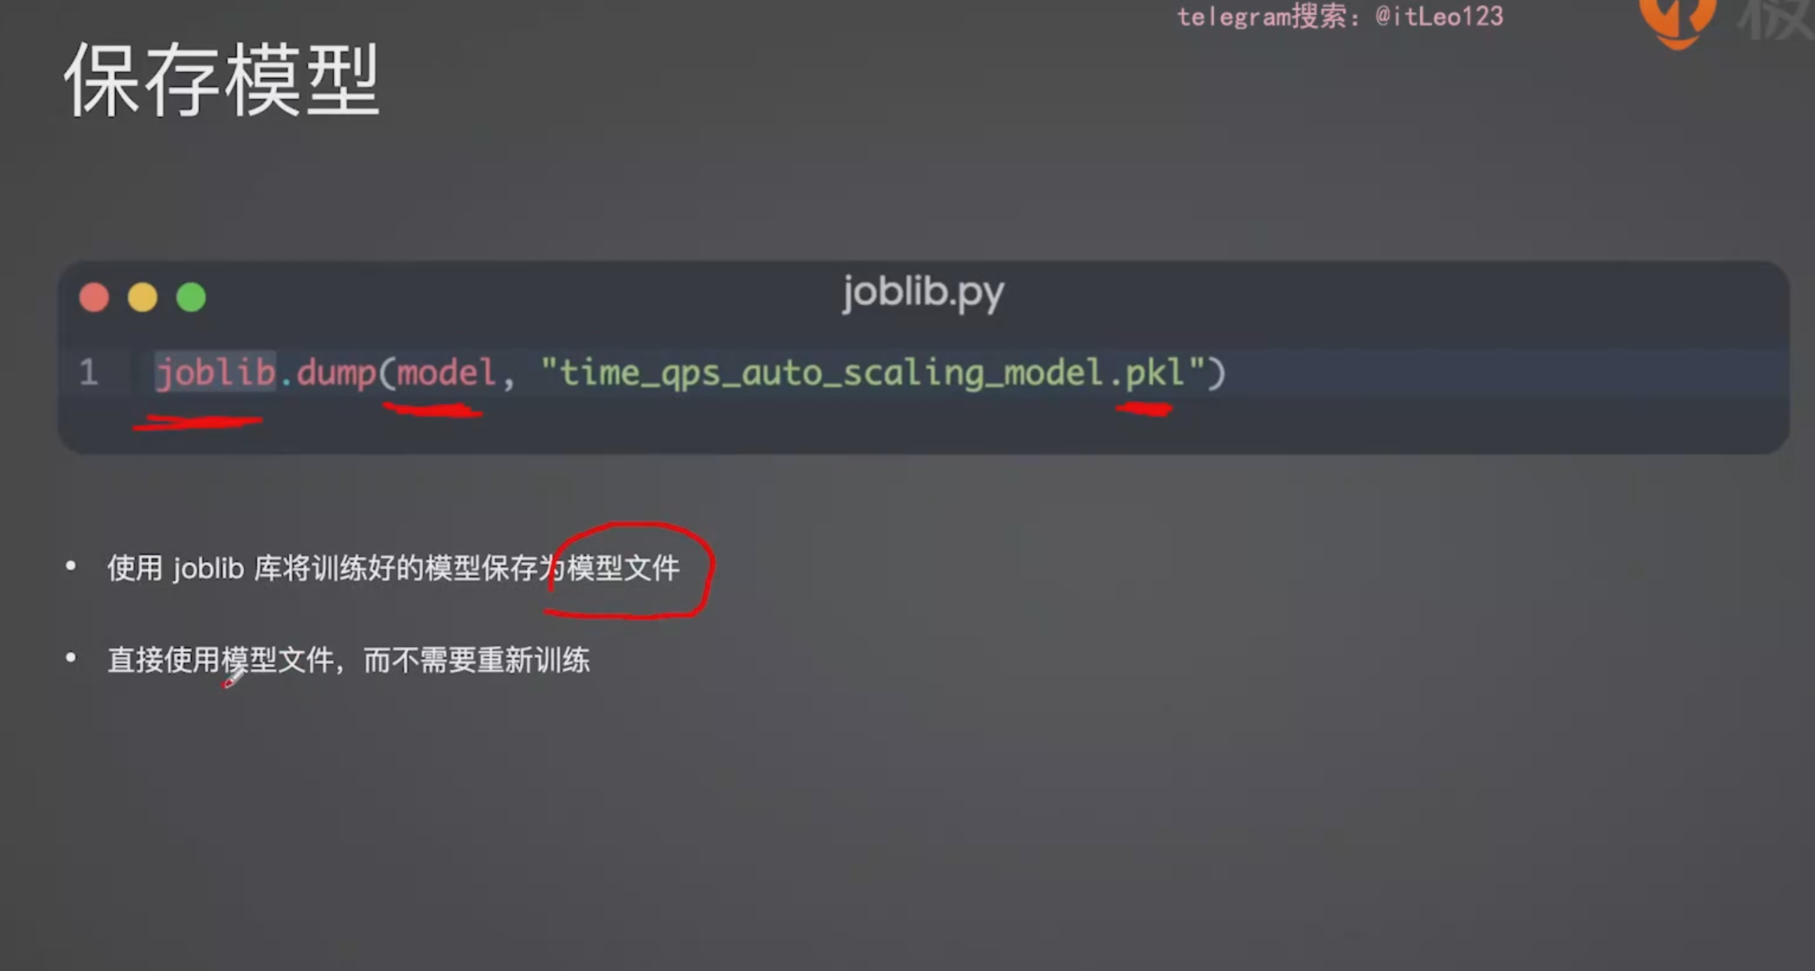 telegram搜索：@itLeo123
保存模型
joblib.py
1 joblib.dump(model, "time_qps_auto_scaling_model.pkl")
• 使用 joblib 库将训练好的模型保存为模型文件
• 直接使用模型文件，而不需要重新训练